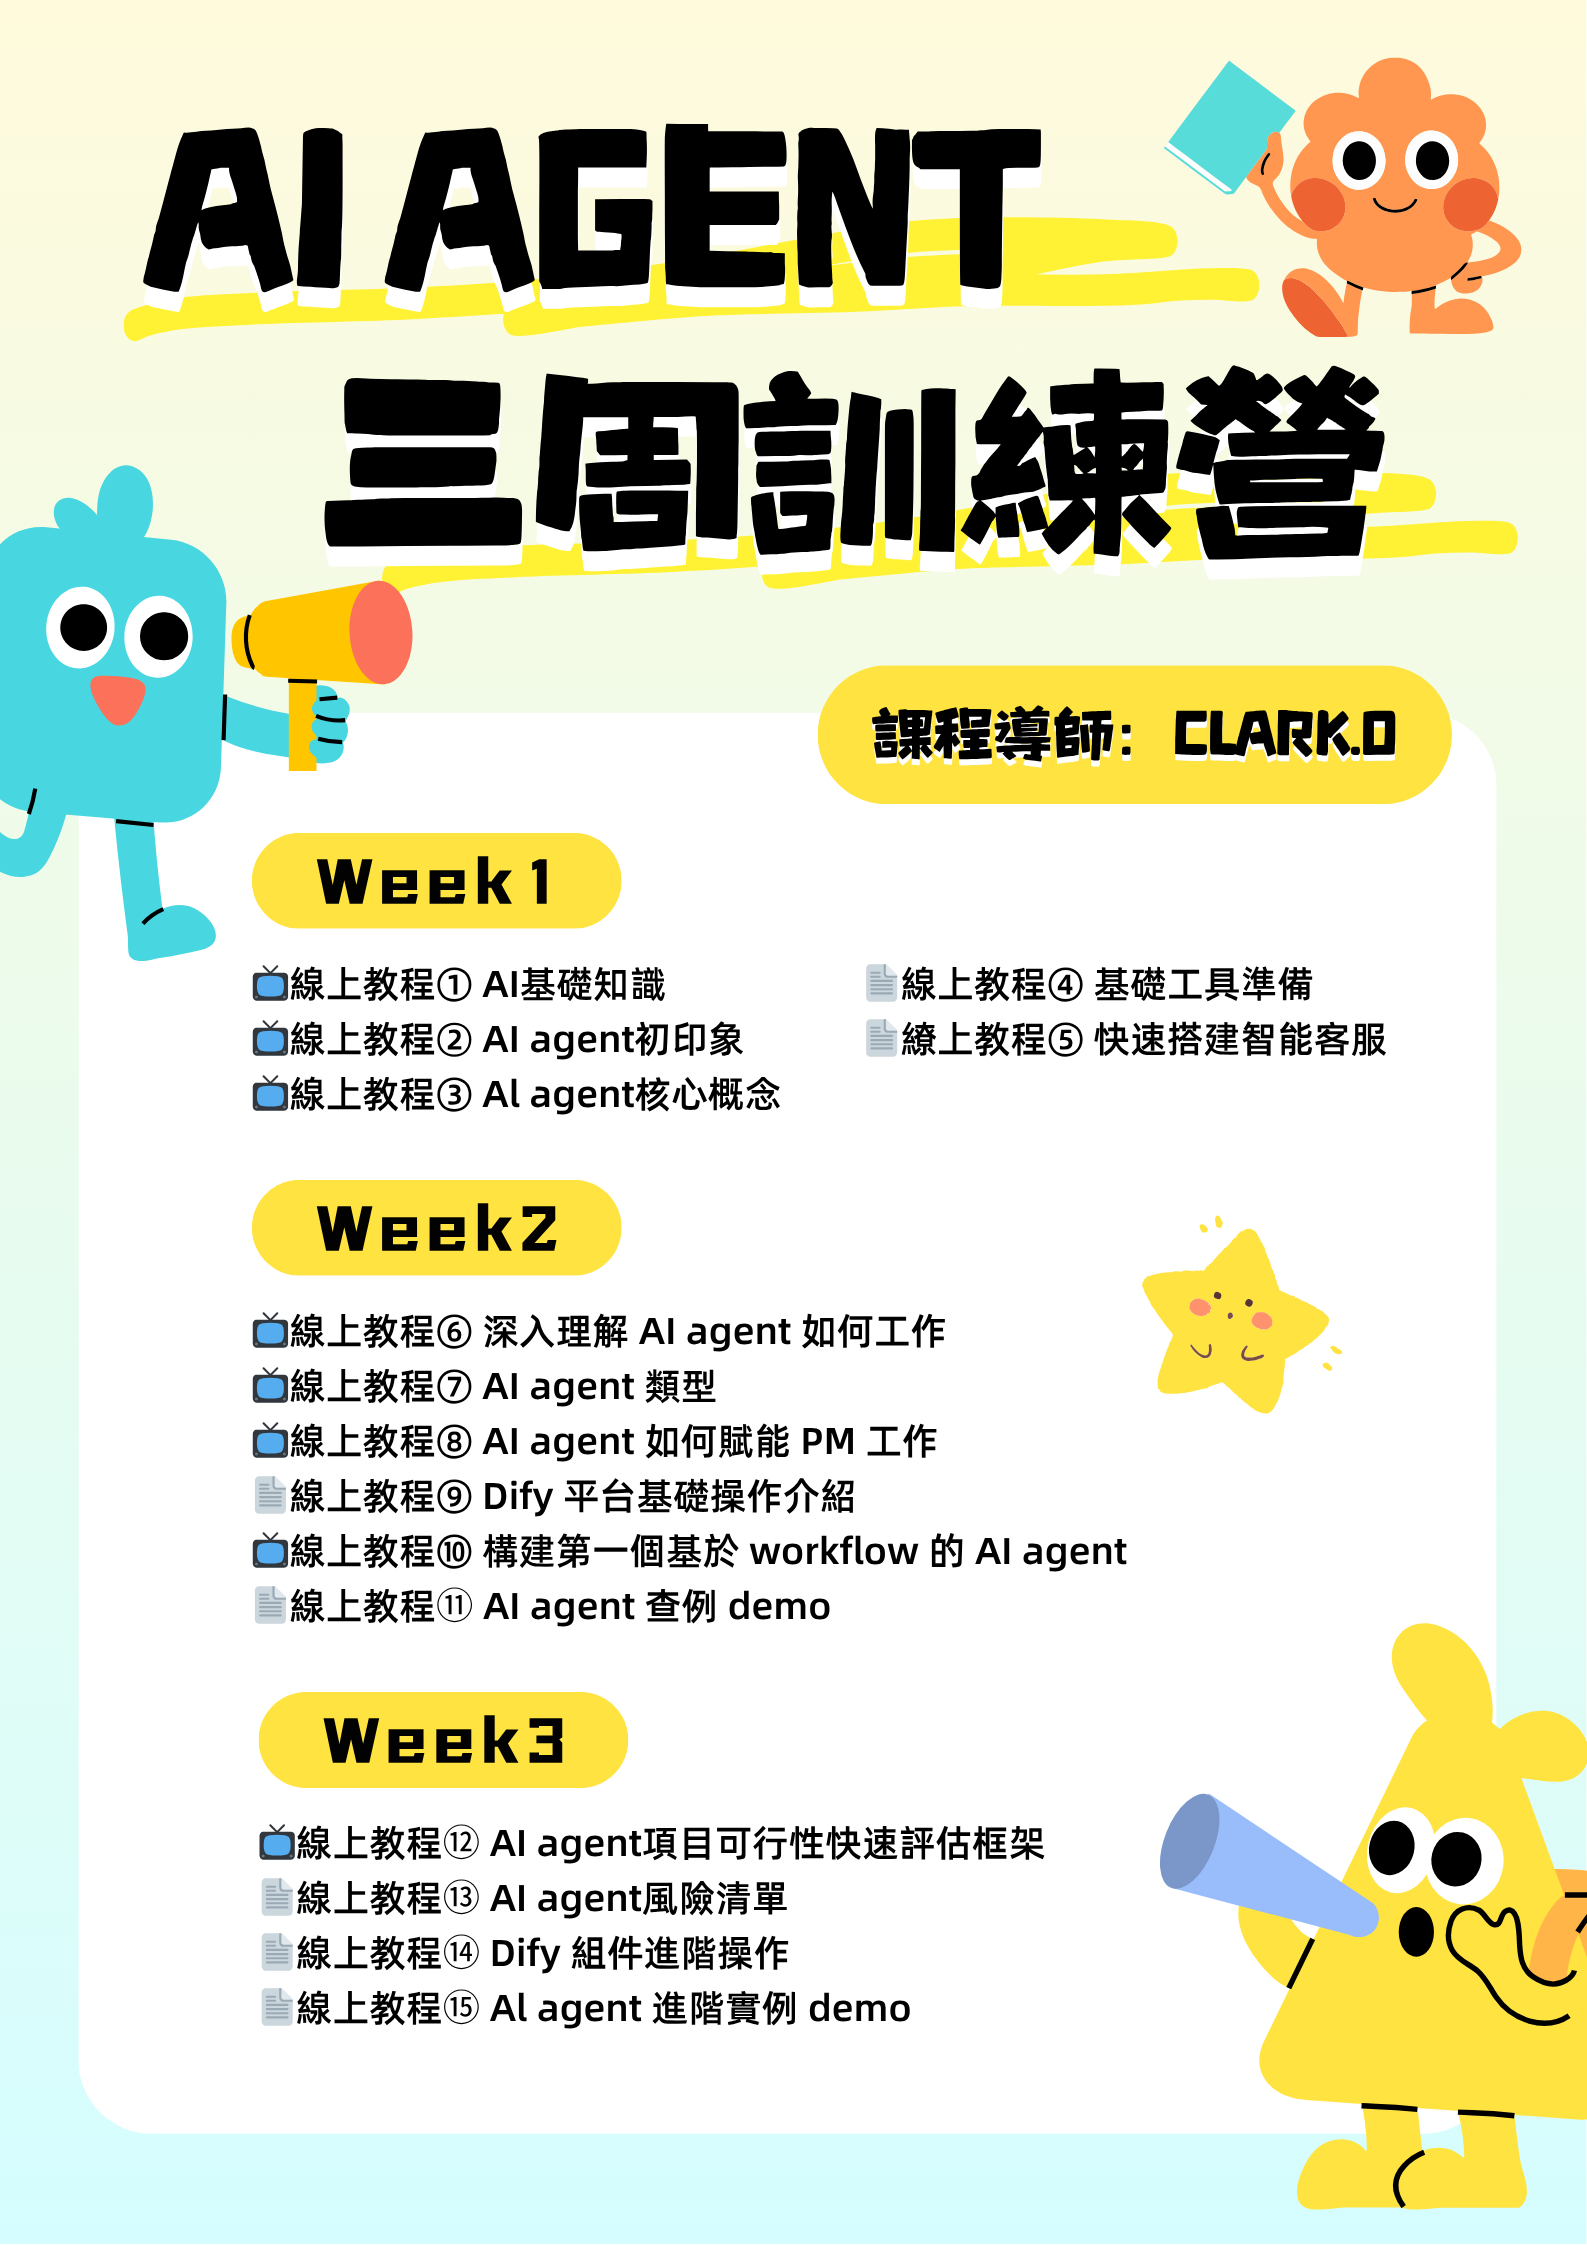 AI AGENT
三周訓練營
課程導師：CLARK.O
Week1
📺線上教程① AI基礎知識
📺線上教程② AI agent初印象
📺線上教程③ Al agent核心概念
📄線上教程④ 基礎工具準備
📄繚上教程⑤ 快速搭建智能客服
Week2
📺線上教程⑥ 深入理解 AI agent 如何工作
📺線上教程⑦ AI agent 類型
📺線上教程⑧ AI agent 如何賦能 PM 工作
📄線上教程⑨ Dify 平台基礎操作介紹
📺線上教程⑩ 構建第一個基於 workflow 的 AI agent
📄線上教程⑪ AI agent 查例 demo
Week3
📺線上教程⑫ AI agent項目可行性快速評估框架
📄線上教程⑬ AI agent風險清單
📄線上教程⑭ Dify 組件進階操作
📄線上教程⑮ Al agent 進階實例 demo